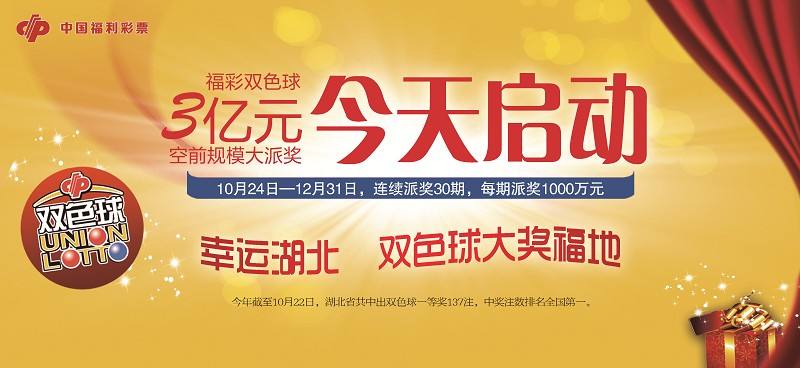 中国福利彩票
福彩双色球
3亿元
空前规模大派奖
今天启动
10月24日—12月31日，连续派奖30期，每期派奖1000万元
双色球
UNION
LOTTO
幸运湖北 双色球大奖福地
今年截至10月22日，湖北省共中出双色球一等奖137注，中奖注数排名全国第一。